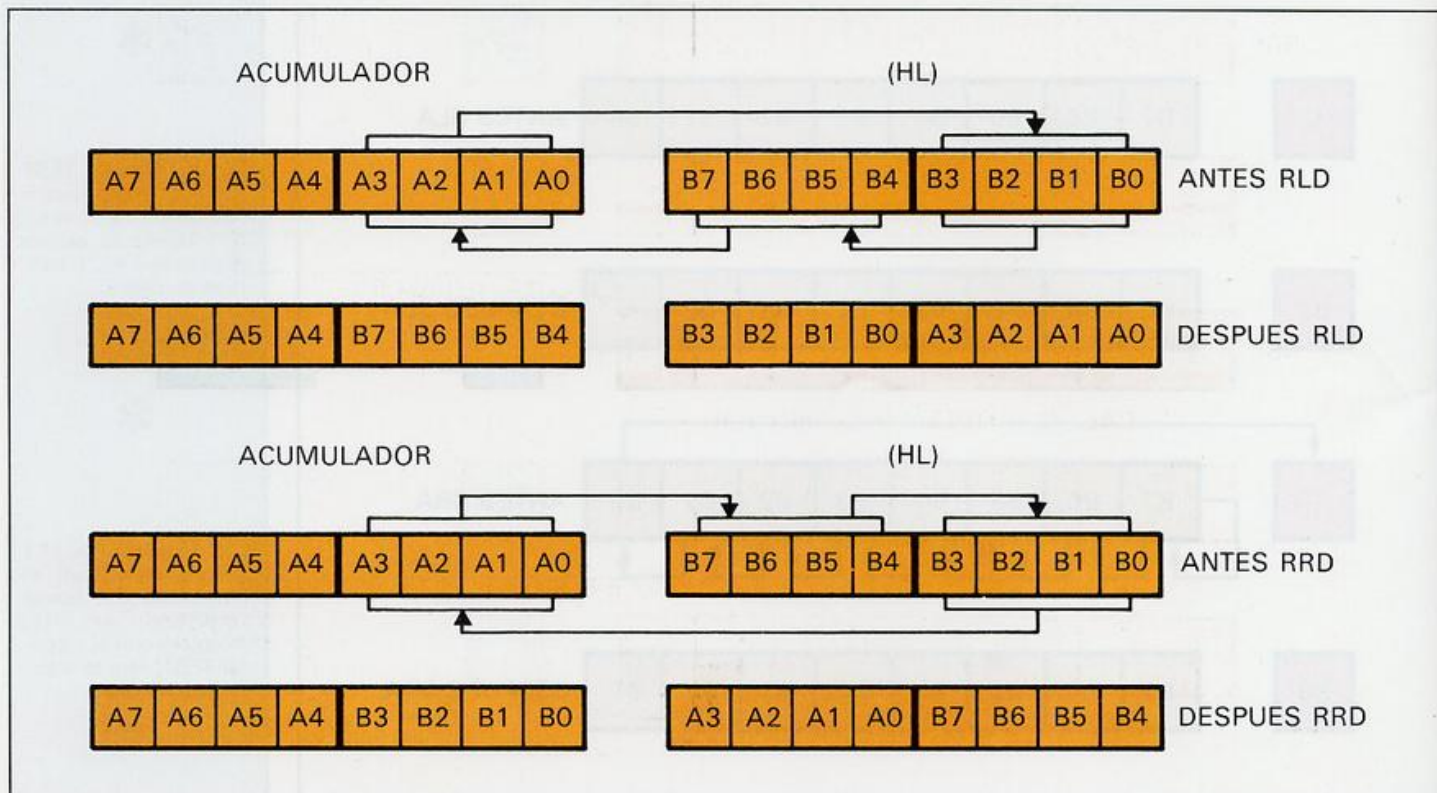 ACUMULADOR (HL)
A7 A6 A5 A4 A3 A2 A1 A0 B7 B6 B5 B4 B3 B2 B1 B0 ANTES RLD
A7 A6 A5 A4 B7 B6 B5 B4 B3 B2 B1 B0 A3 A2 A1 A0 DESPUES RLD
ACUMULADOR (HL)
A7 A6 A5 A4 A3 A2 A1 A0 B7 B6 B5 B4 B3 B2 B1 B0 ANTES RRD
A7 A6 A5 A4 B3 B2 B1 B0 A3 A2 A1 A0 B7 B6 B5 B4 DESPUES RRD